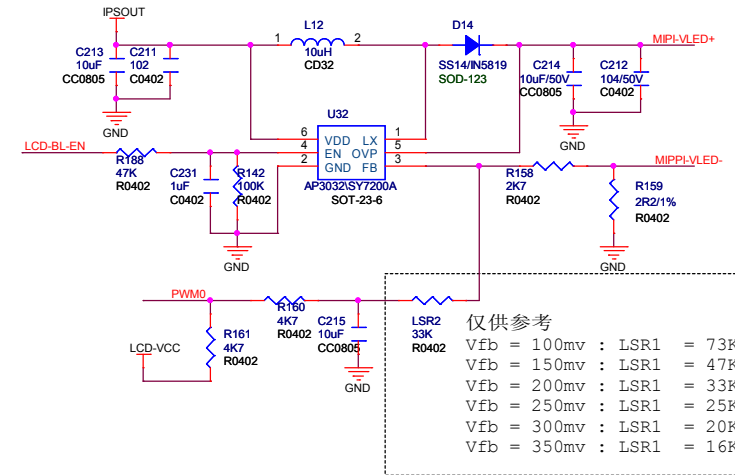 IPSOUT
L12
1
2
10uH
CD32
D14
SS14/IN5819
SOD-123
MIPI-VLED+
C213
10uF
CC0805
C211
102
C0402
GND
C214
10uF/50V
CC0805
C212
104/50V
C0402
GND
U32
6 VDD LX 1
4 EN OVP 5
2 GND FB 3
AP3032\SY7200A
SOT-23-6
LCD-BL-EN
R188
47K
R0402
C231
1uF
C0402
R142
100K
R0402
GND
R158
2K7
R0402
MIPPI-VLED-
R159
2R2/1%
R0402
GND
PWM0
R160
4K7
R0402
R161
4K7
R0402
LCD-VCC
C215
10uF
CC0805
GND
LSR2
33K
R0402
仅供参考
Vfb = 100mv : LSR1 = 73K
Vfb = 150mv : LSR1 = 47K
Vfb = 200mv : LSR1 = 33K
Vfb = 250mv : LSR1 = 25K
Vfb = 300mv : LSR1 = 20K
Vfb = 350mv : LSR1 = 16K